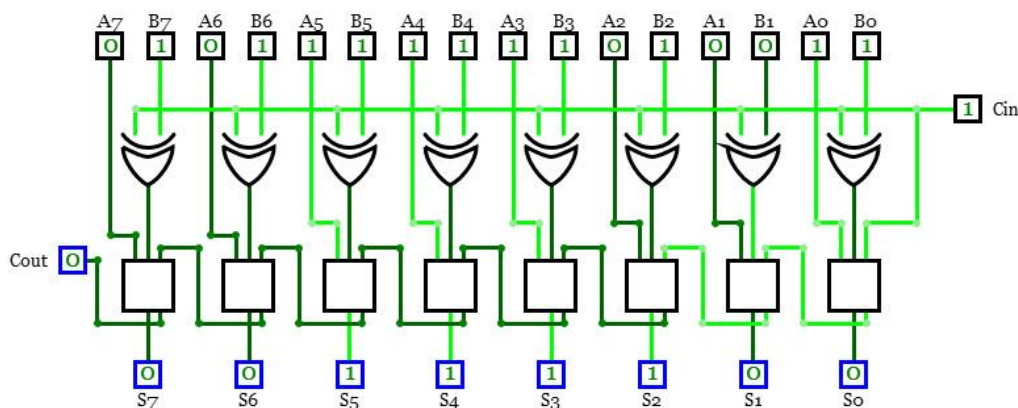 A7 B7 A6 B6 A5 B5 A4 B4 A3 B3 A2 B2 A1 B1 A0 B0
0 1 0 1 1 1 1 1 1 1 0 1 0 0 1 1
1 Cin
Cout 0
0 0 1 1 1 1 0 0
S7 S6 S5 S4 S3 S2 S1 S0